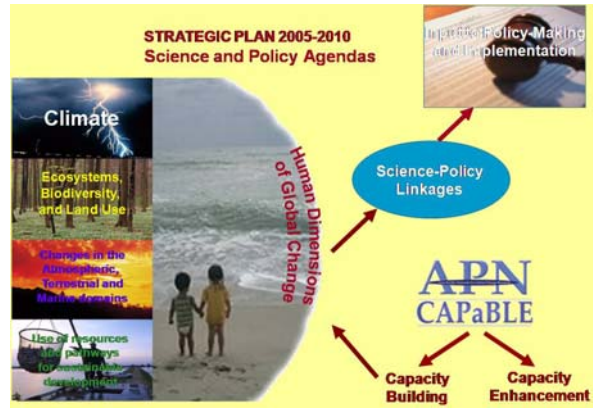 STRATEGIC PLAN 2005-2010
Science and Policy Agendas
Input to Policy-Making
and Implementation
Climate
Ecosystems,
Biodiversity,
and Land Use
Changes in the
Atmospheric,
Terrestrial and
Marine domains
Use of resources
and pathways
for sustainable
development
Human Dimensions
of Global Change
Science-Policy
Linkages
APN
CAPaBLE
Capacity
Building
Capacity
Enhancement